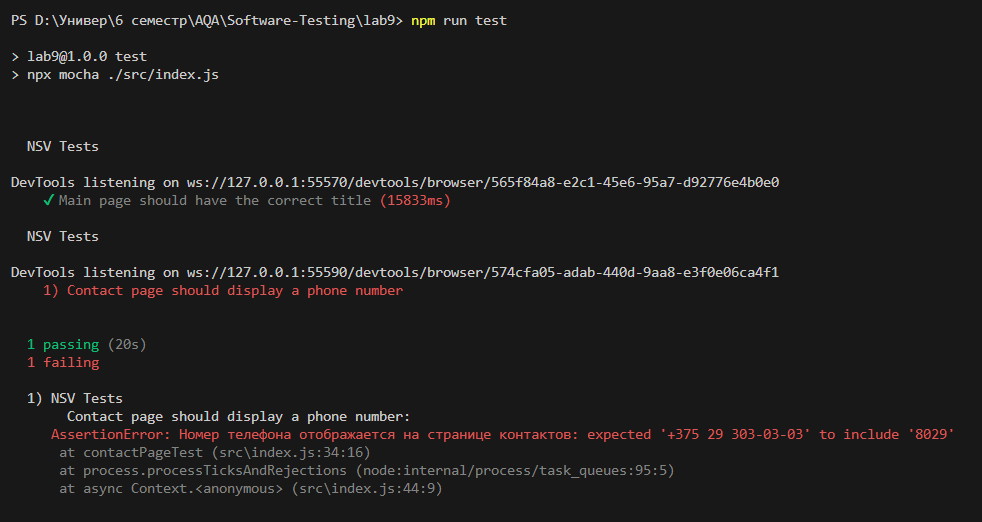 PS D:\Универ\6 семестр\AQA\Software-Testing\lab9> npm run test
> lab9@1.0.0 test
> npx mocha ./src/index.js
NSV Tests
DevTools listening on ws://127.0.0.1:55570/devtools/browser/565f84a8-e2c1-45e6-95a7-d92776e4b0e0
✓ Main page should have the correct title (15833ms)
NSV Tests
DevTools listening on ws://127.0.0.1:55590/devtools/browser/574cfa05-adab-440d-9aa8-e3f0e06ca4f1
1) Contact page should display a phone number
1 passing (20s)
1 failing
1) NSV Tests
Contact page should display a phone number:
AssertionError: Номер телефона отображается на странице контактов: expected '+375 29 303-03-03' to include '8029'
at contactPageTest (src\index.js:34:16)
at process.processTicksAndRejections (node:internal/process/task_queues:95:5)
at async Context.<anonymous> (src\index.js:44:9)